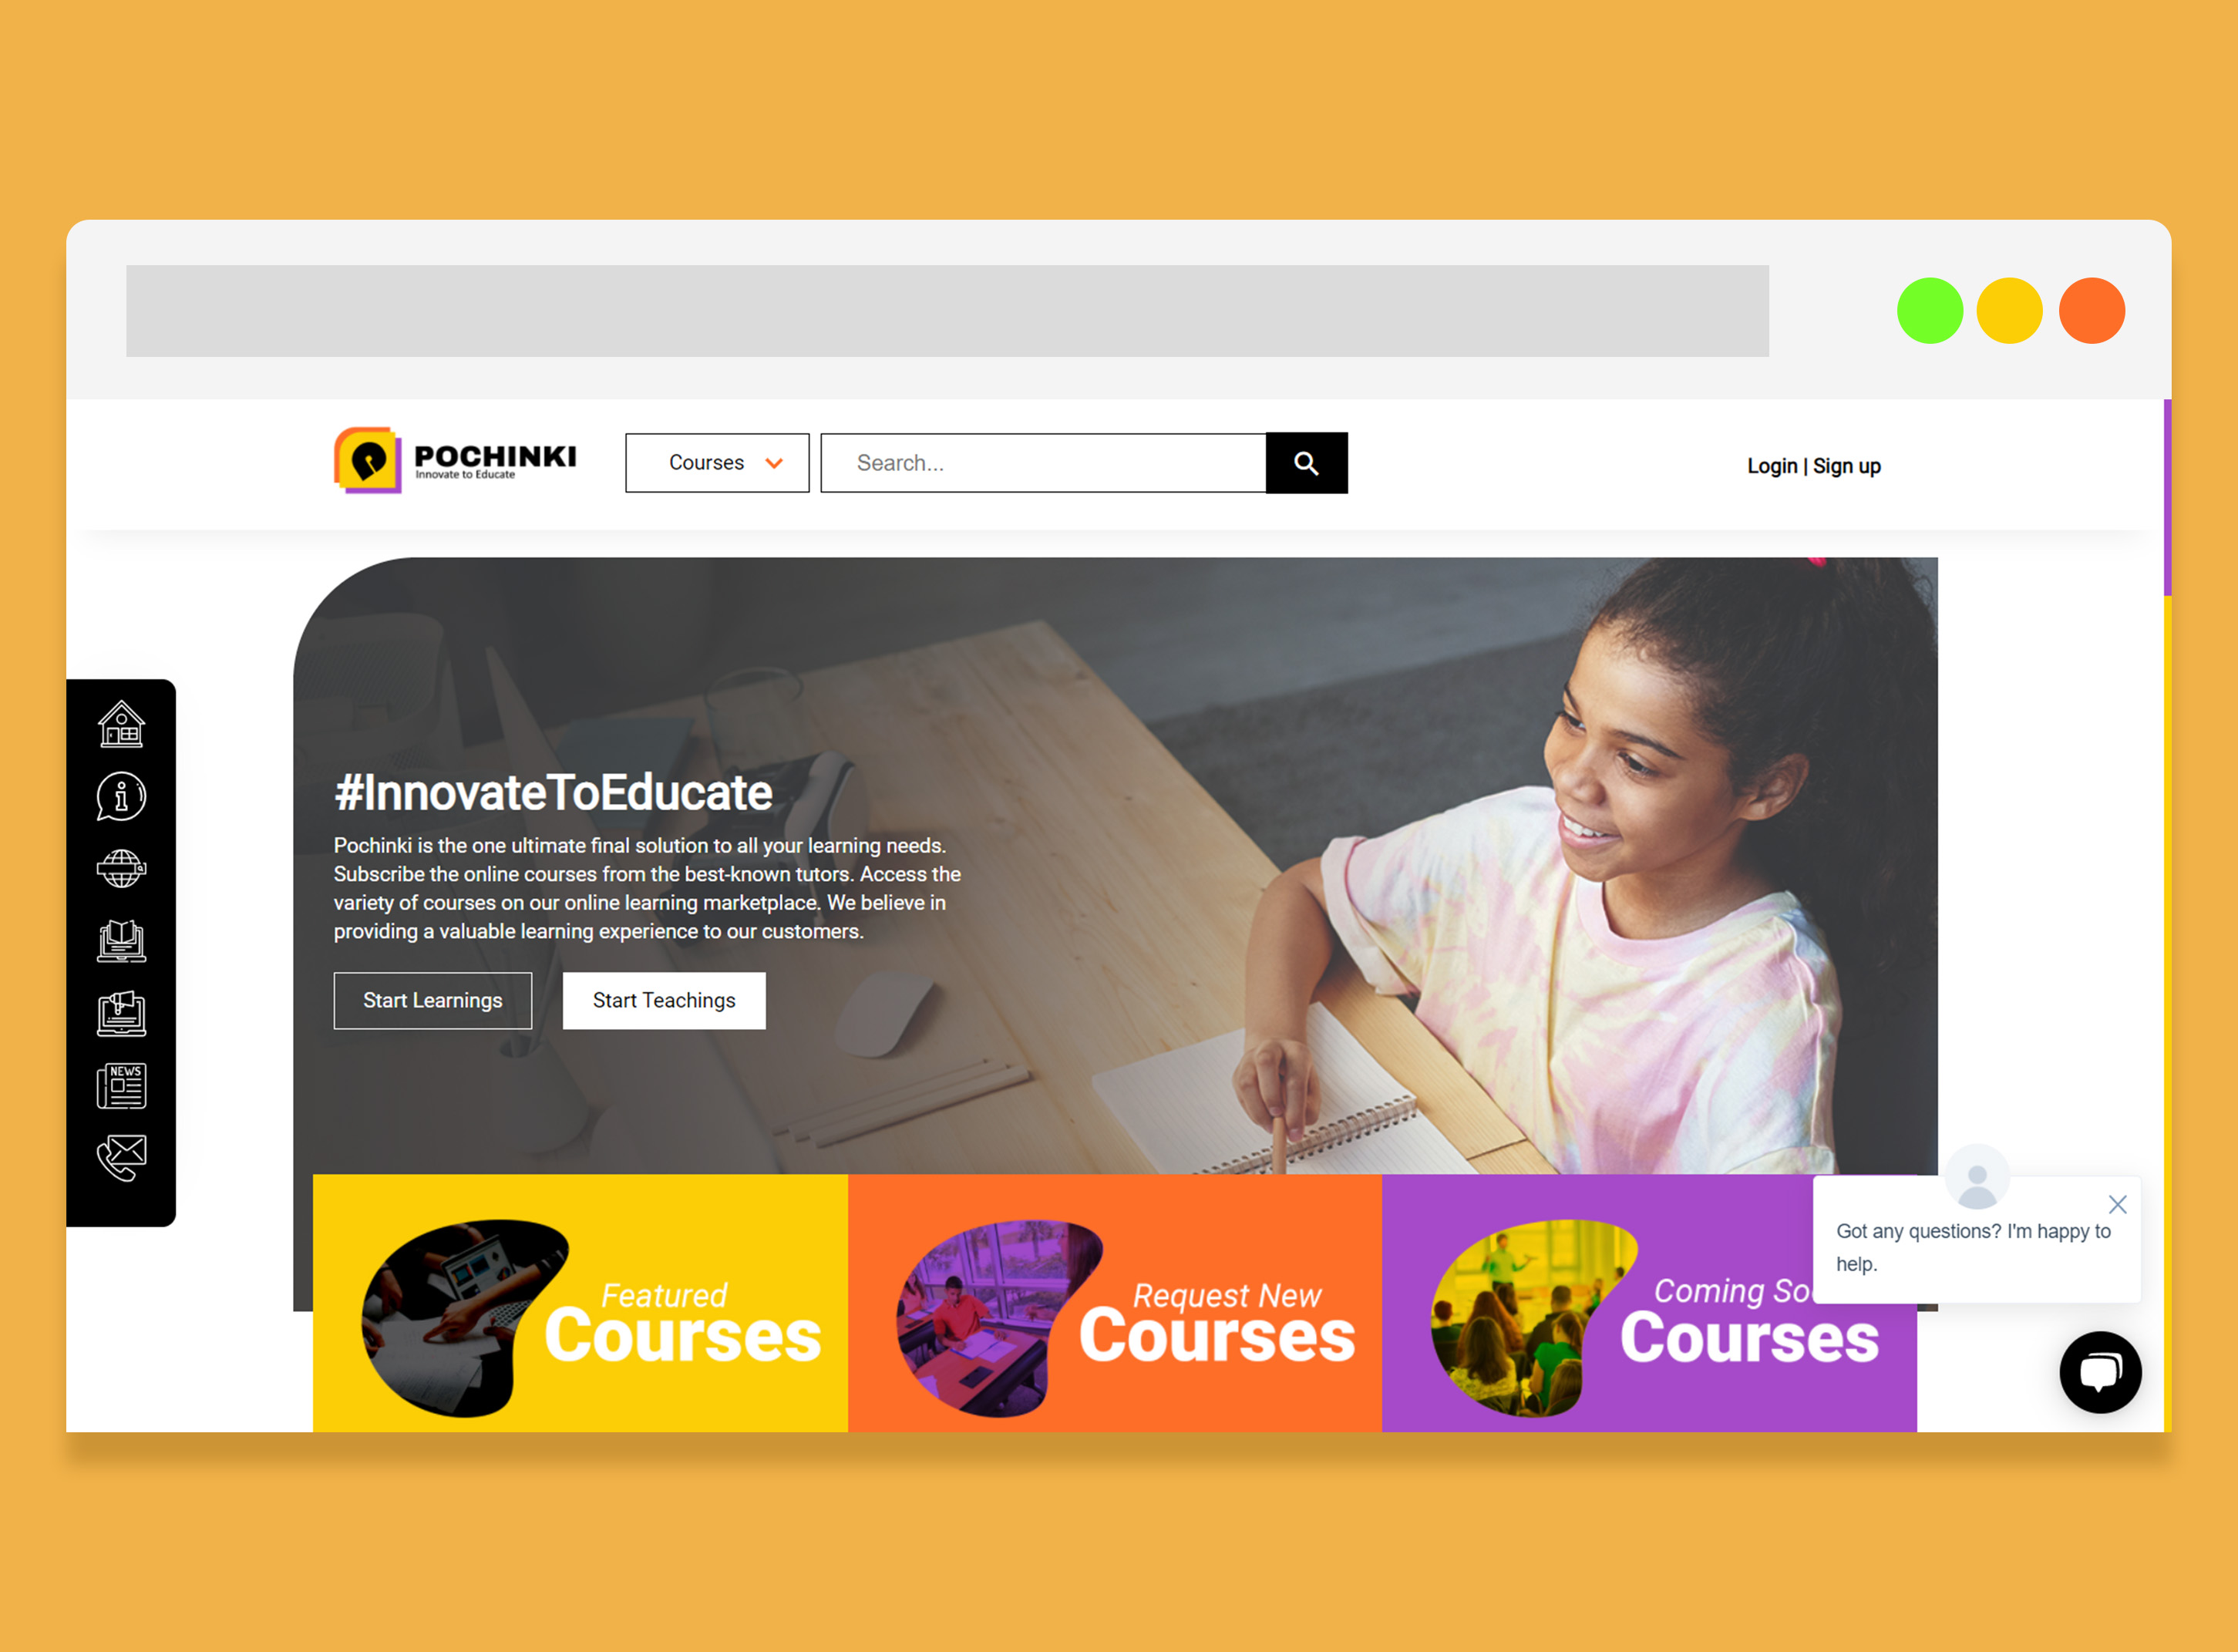 POCHINKI
Innovate to Educate
Courses
Search...
Login | Sign up
#InnovateToEducate
Pochinki is the one ultimate final solution to all your learning needs.
Subscribe the online courses from the best-known tutors. Access the
variety of courses on our online learning marketplace. We believe in
providing a valuable learning experience to our customers.
Start Learnings
Start Teachings
NEWS
Featured
Courses
Request New
Courses
Coming So
Courses
Got any questions? I'm happy to
help.